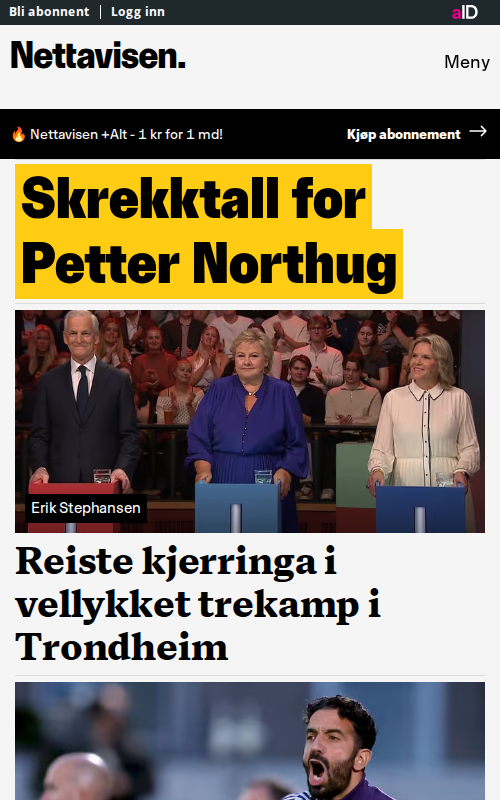 Bli abonnent | Logg inn
aID
Nettavisen.
Meny
🔥 Nettavisen +Alt - 1 kr for 1 md!
Kjøp abonnement →
Skrekktall for
Petter Northug
Erik Stephansen
Reiste kjerringa i
vellykket trekamp i
Trondheim